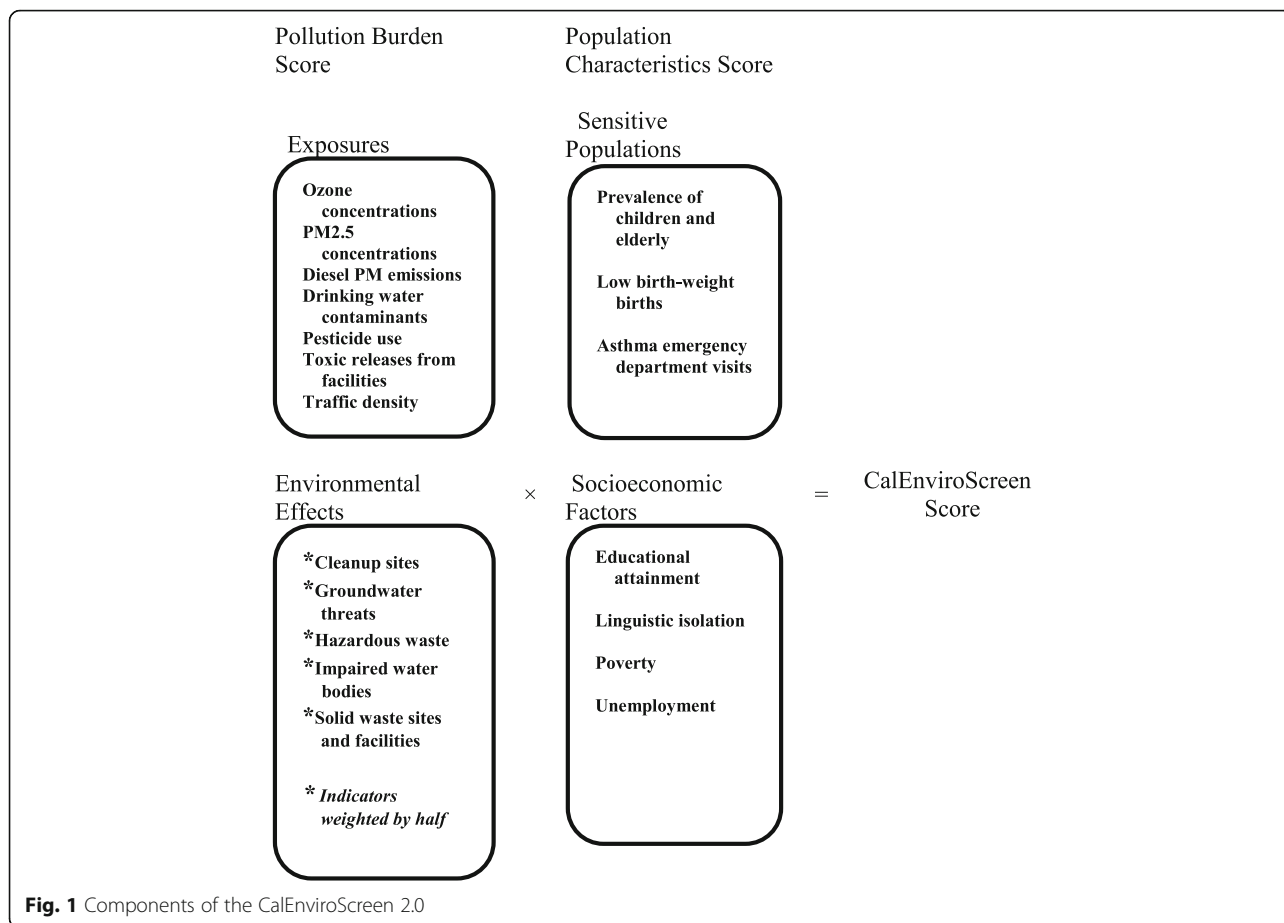 Pollution Burden
Score
Population
Characteristics Score
Exposures
Ozone
concentrations
PM2.5
concentrations
Diesel PM emissions
Drinking water
contaminants
Pesticide use
Toxic releases from
facilities
Traffic density
Sensitive
Populations
Prevalence of
children and
elderly
Low birth-weight
births
Asthma emergency
department visits
Environmental
Effects
*Cleanup sites
*Groundwater
threats
*Hazardous waste
*Impaired water
bodies
*Solid waste sites
and facilities
* Indicators
weighted by half
×
Socioeconomic
Factors
Educational
attainment
Linguistic isolation
Poverty
Unemployment
=
CalEnviroScreen
Score
Fig. 1 Components of the CalEnviroScreen 2.0